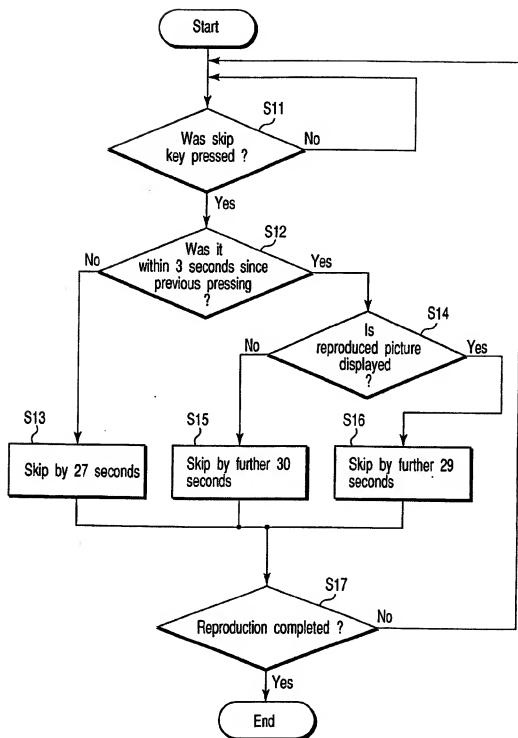 Start
S11
Was skip
key pressed ?
No
Yes
S12
Was it
within 3 seconds since
previous pressing
?
No
Yes
S14
Is
reproduced picture
displayed
?
No
Yes
S13
Skip by 27 seconds
S15
Skip by further 30
seconds
S16
Skip by further 29
seconds
S17
Reproduction completed ?
No
Yes
End